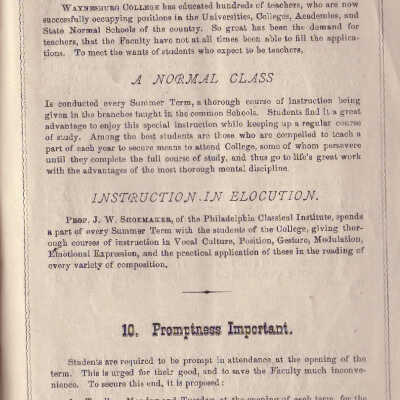 WAYNESBURG COLLEGE has educated hundreds of teachers, who are now
successfully occupying positions in the Universities, Colleges, Academies, and
State Normal Schools of the country. So great has been the demand for
teachers, that the Faculty have not at all times been able to fill the applica-
tions. To meet the wants of students who expect to be teachers,
A NORMAL CLASS
Is conducted every Summer Term, a thorough course of instruction being
given in the branches taught in the common Schools. Students find it a great
advantage to enjoy this special instruction while keeping up a regular course
of study. Among the best students are those who are compelled to teach a
part of each year to secure means to attend College, some of whom persevere
until they complete the full course of study, and thus go to life's great work
with the advantages of the most thorough mental discipline.
INSTRUCTION IN ELOCUTION.
PROF. J. W. SHOEMAKER, of the Philadelphia Classical Institute, spends
a part of every Summer Term with the students of the College, giving thor-
ough courses of instruction in Vocal Culture, Position, Gesture, Modulation,
Emotional Expression, and the practical application of these in the reading of
every variety of composition.
10. Promptness Important.
Students are required to be prompt in attendance at the opening of the
term. This is urged for their good, and to save the Faculty much inconve-
nience. To secure this end, it is proposed: